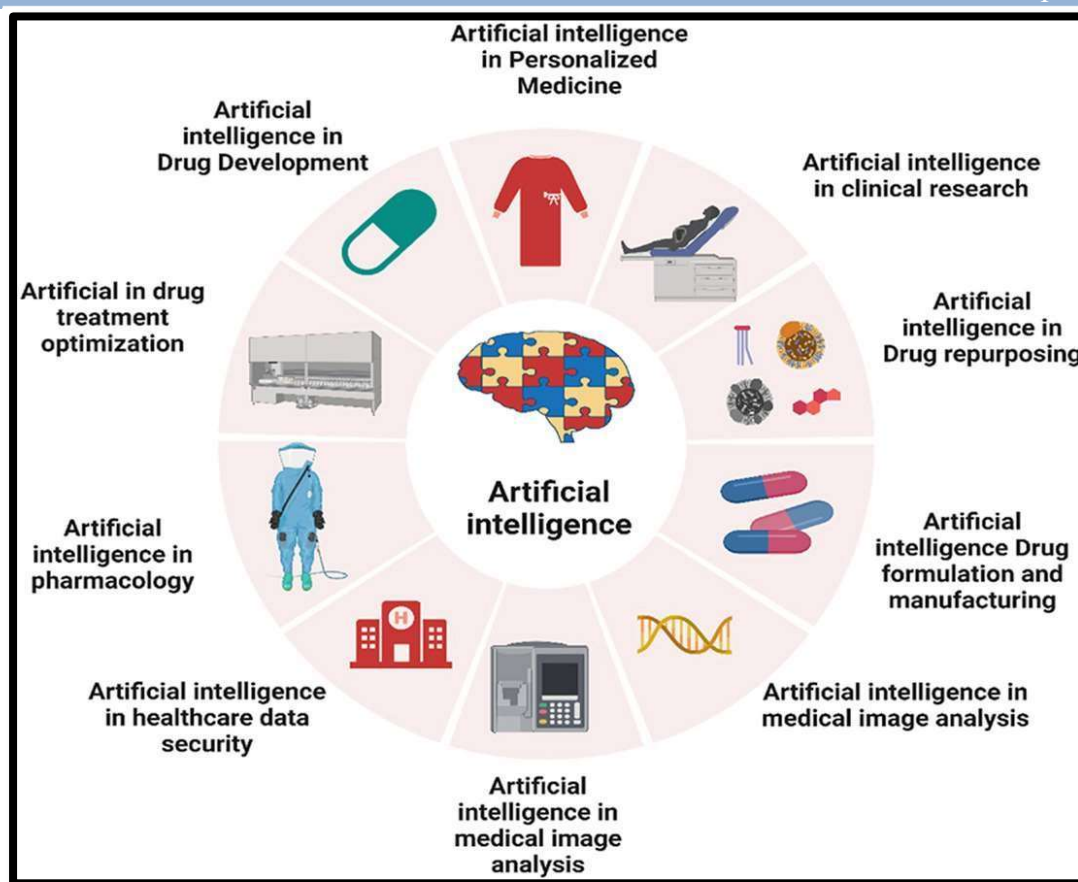 Artificial intelligence
in Personalized
Medicine
Artificial
intelligence in
Drug Development
Artificial intelligence
in clinical research
Artificial in drug
treatment
optimization
Artificial
intelligence in
Drug repurposing
Artificial
intelligence
Artificial
intelligence in
pharmacology
Artificial
intelligence Drug
formulation and
manufacturing
H
Artificial intelligence
in healthcare data
security
Artificial intelligence in
medical image analysis
Artificial
intelligence in
medical image
analysis